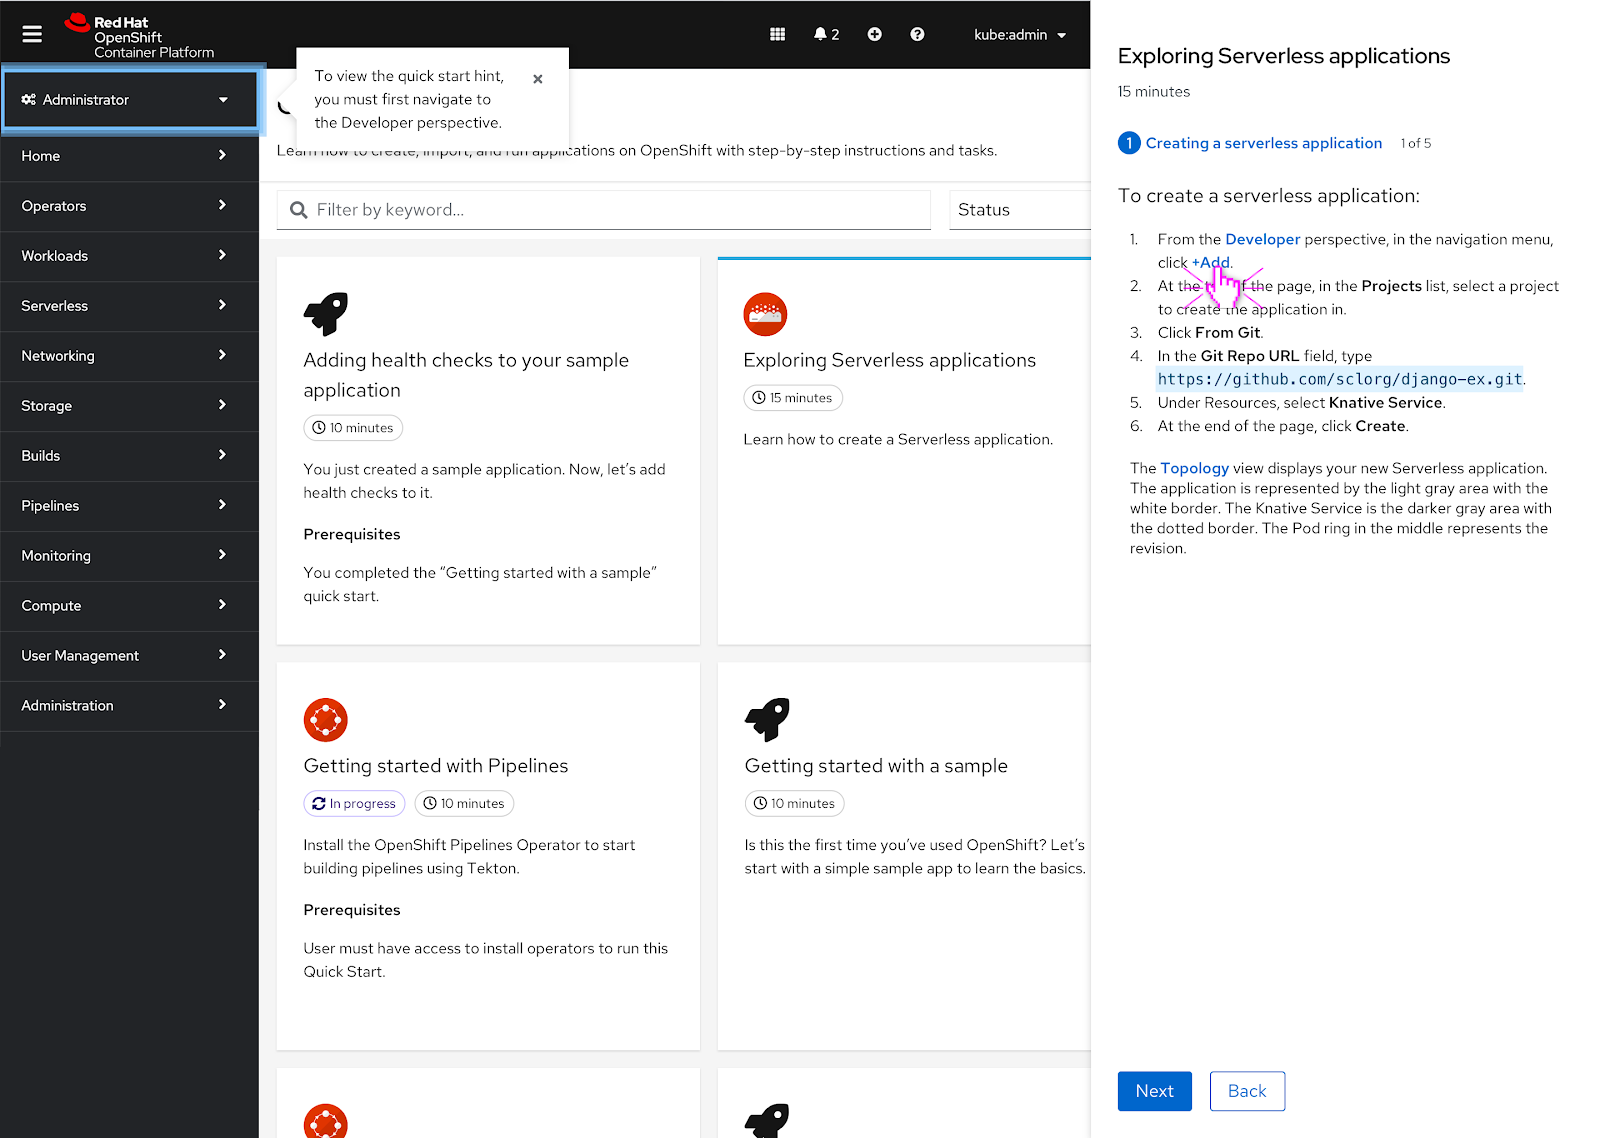 Red Hat
OpenShift
Container Platform
2
kube:admin
Administrator
Home
Operators
Workloads
Serverless
Networking
Storage
Builds
Pipelines
Monitoring
Compute
User Management
Administration
To view the quick start hint,
you must first navigate to
the Developer perspective.
Learn how to create, import, and run applications on OpenShift with step-by-step instructions and tasks.
Filter by keyword...
Status
Adding health checks to your sample
application
10 minutes
You just created a sample application. Now, let's add
health checks to it.
Prerequisites
You completed the “Getting started with a sample”
quick start.
Exploring Serverless applications
15 minutes
Learn how to create a Serverless application.
Getting started with Pipelines
In progress
10 minutes
Install the OpenShift Pipelines Operator to start
building pipelines using Tekton.
Prerequisites
User must have access to install operators to run this
Quick Start.
Getting started with a sample
10 minutes
Is this the first time you've used OpenShift? Let's
start with a simple sample app to learn the basics.
Exploring Serverless applications
15 minutes
1 Creating a serverless application 1 of 5
To create a serverless application:
1. From the Developer perspective, in the navigation menu,
click +Add.
2. At the of the page, in the Projects list, select a project
to create the application in.
3. Click From Git.
4. In the Git Repo URL field, type
https://github.com/sclorg/django-ex.git.
5. Under Resources, select Knative Service.
6. At the end of the page, click Create.
The Topology view displays your new Serverless application.
The application is represented by the light gray area with the
white border. The Knative Service is the darker gray area with
the dotted border. The Pod ring in the middle represents the
revision.
Next
Back